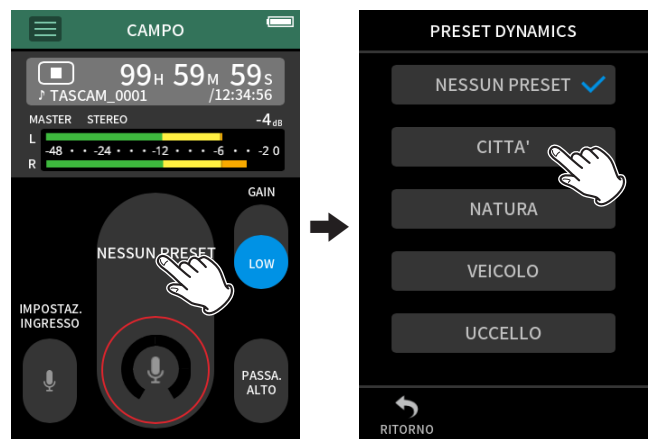 CAMPO
99H 59M 59s
♪ TASCAM_0001 /12:34:56
MASTER STEREO -4dB
L
-48 • • -24 • • • -12 • • • -6 • • -2 0
R
GAIN
NESSUN PRESET
LOW
IMPOSTAZ.
INGRESSO
PASSA.
ALTO
PRESET DYNAMICS
NESSUN PRESET
CITTA'
NATURA
VEICOLO
UCCELLO
RITORNO